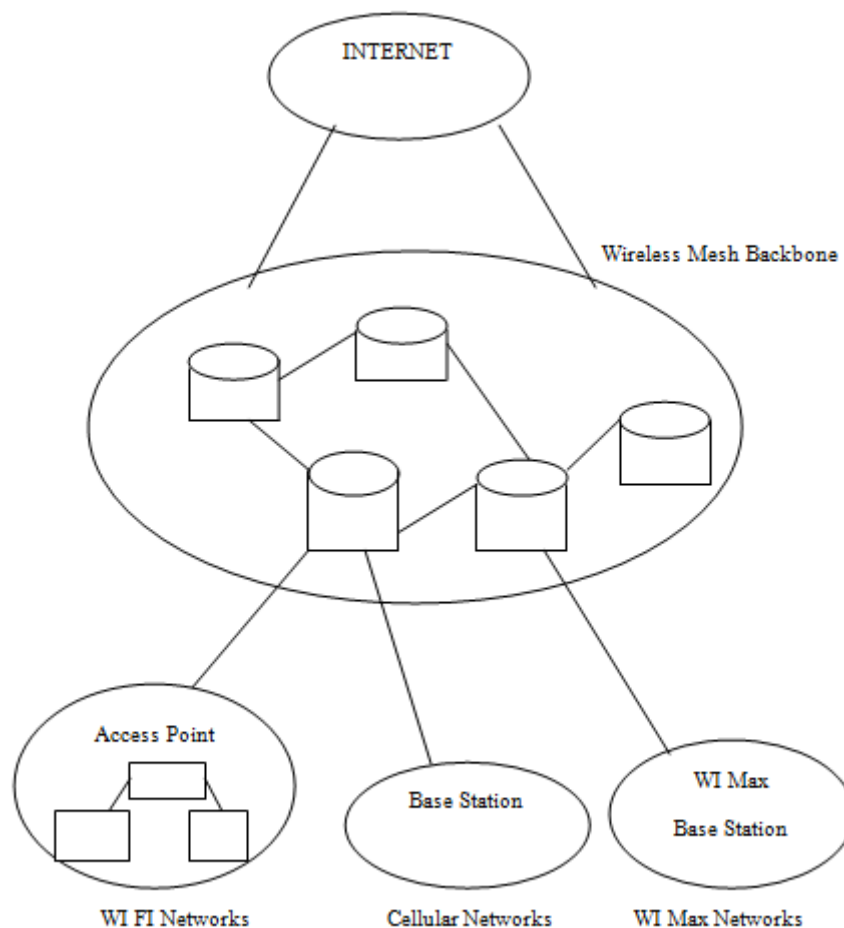 INTERNET
Wireless Mesh Backbone
Access Point
Base Station
WI Max
Base Station
WI FI Networks
Cellular Networks
WI Max Networks